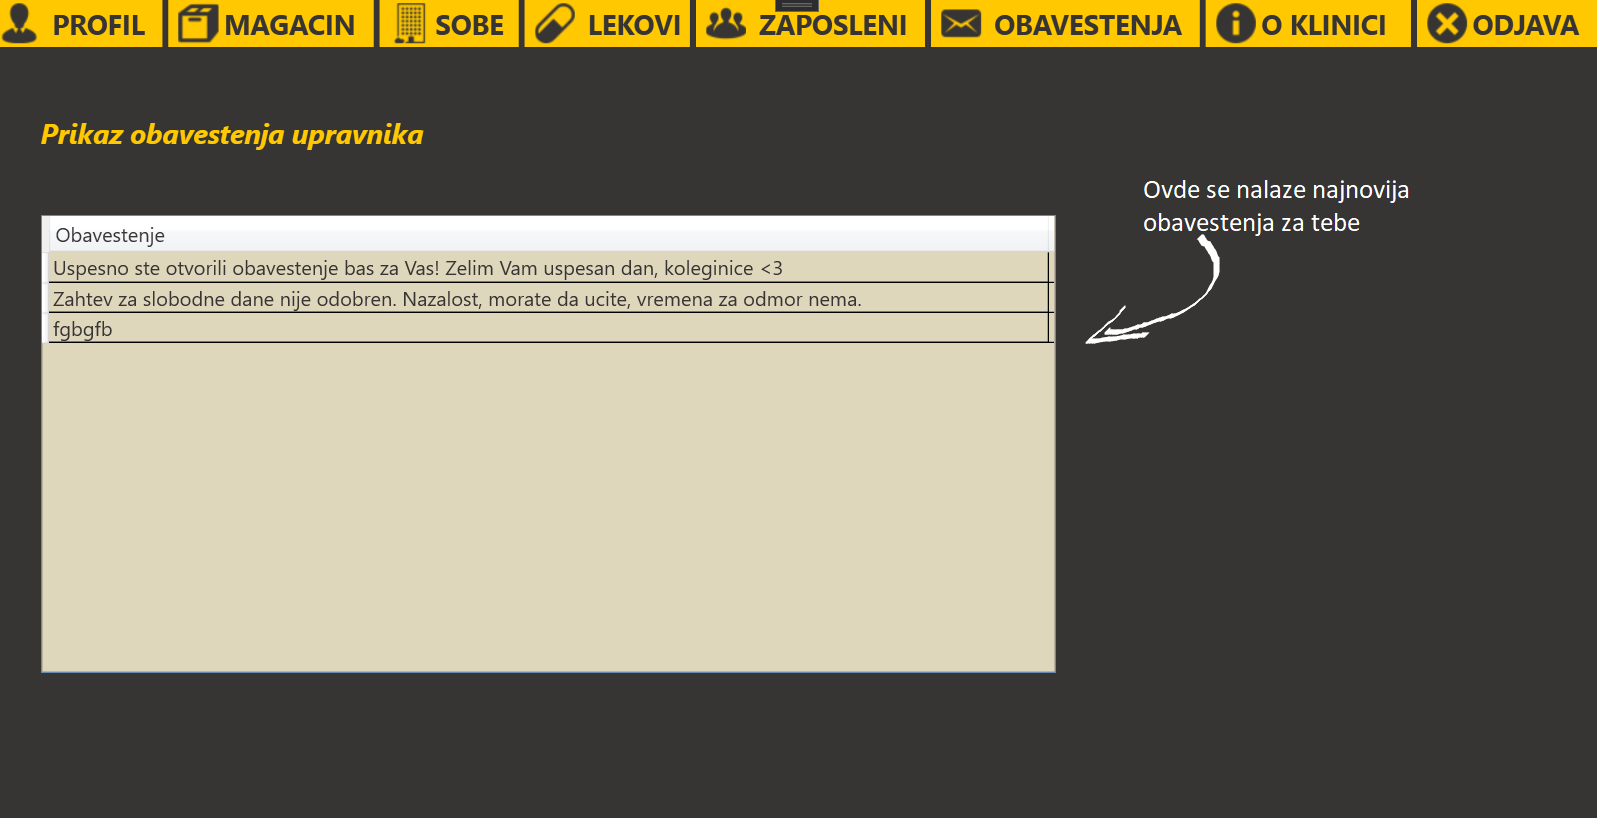 PROFIL MAGACIN SOBE LEKOVI ZAPOSLENI OBAVESTENJA O KLINICI ODJAVA
Prikaz obavestenja upravnika
Ovde se nalaze najnovija
obavestenja za tebe
Obavestenje
Uspesno ste otvorili obavestenje bas za Vas! Zelim Vam uspesan dan, koleginice <3
Zahtev za slobodne dane nije odobren. Nazalost, morate da ucite, vremena za odmor nema.
fgbgfb